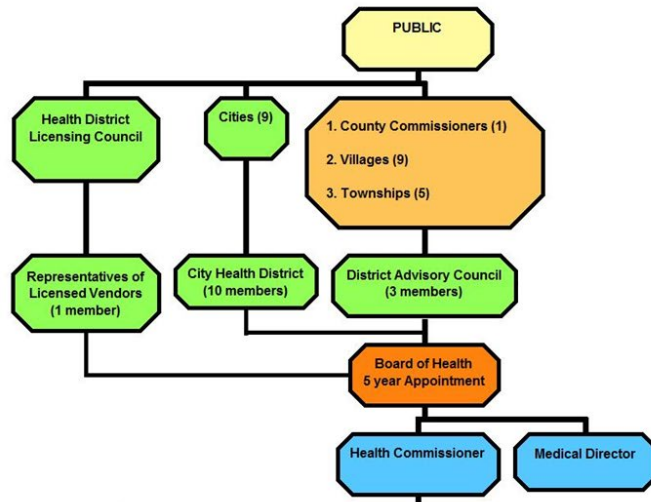 PUBLIC
Health District
Licensing Council
Cities (9)
1. County Commissioners (1)
2. Villages (9)
3. Townships (5)
Representatives of
Licensed Vendors
(1 member)
City Health District
(10 members)
District Advisory Council
(3 members)
Board of Health
5 year Appointment
Health Commissioner
Medical Director